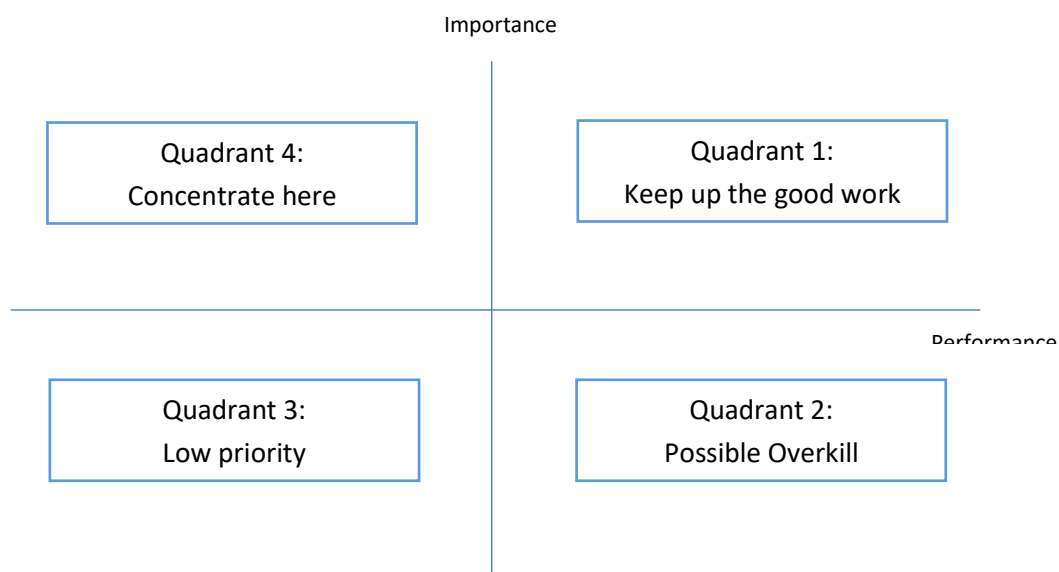 Importance
Quadrant 4:
Concentrate here
Quadrant 1:
Keep up the good work
Performance
Quadrant 3:
Low priority
Quadrant 2:
Possible Overkill